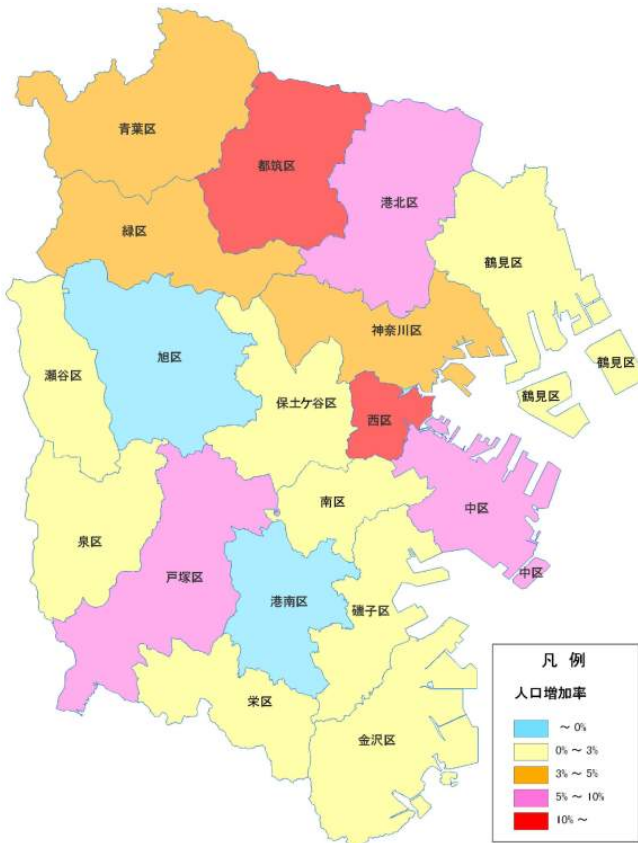 青葉区
都筑区
港北区
緑区
鶴見区
神奈川区
鶴見区
旭区
瀬谷区
鶴見区
保土ケ谷区
西区
南区
中区
泉区
中区
戸塚区
港南区
磯子区
栄区
金沢区
凡 例
人口増加率
～ 0%
0% ～ 3%
3% ～ 5%
5% ～ 10%
10% ～